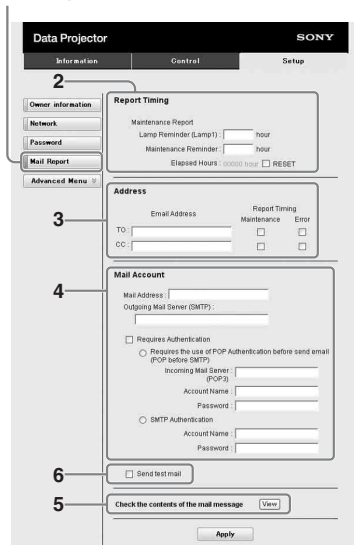 Data Projector
SONY
Information
Control
Setup
2
Owner information
Network
Password
Mail Report
Advanced Menu
Report Timing
Maintenance Report
Lamp Reminder (Lamp1) : hour
Maintenance Reminder : hour
Elapsed Hours : 00000 hour RESET
3
Address
Email Address
Report Timing
Maintenance Error
TO :
CC :
4
Mail Account
Mail Address :
Outgoing Mail Server (SMTP) :
Requires Authentication
Requires the use of POP Authentication before send email
(POP before SMTP)
Incoming Mail Server :
(POP3)
Account Name :
Password :
SMTP Authentication
Account Name :
Password :
6
Send test mail
5
Check the contents of the mail message View
Apply